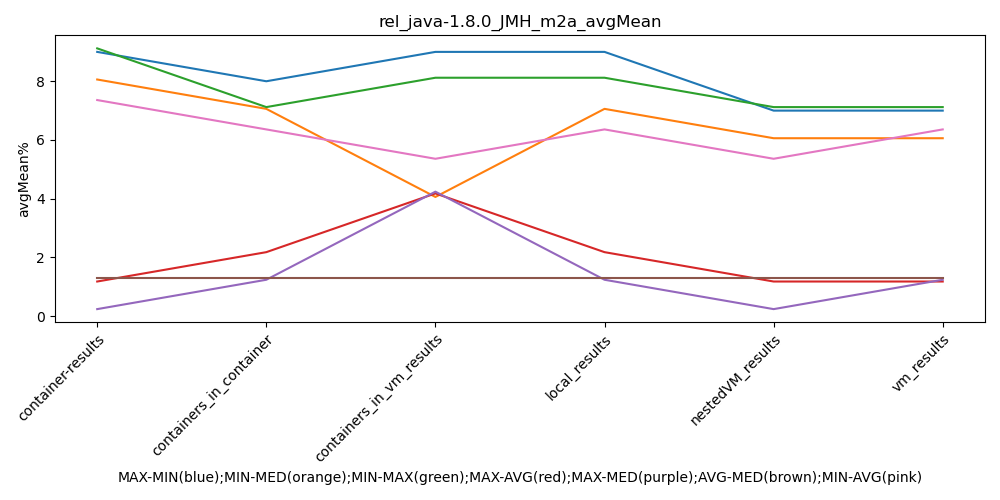 rel_java-1.8.0_JMH_m2a_avgMean
avgMean%
8
6
4
2
0
container-results
containers_in_container
containers_in_vm_results
local_results
nestedVM_results
vm_results
MAX-MIN(blue);MIN-MED(orange);MIN-MAX(green);MAX-AVG(red);MAX-MED(purple);AVG-MED(brown);MIN-AVG(pink)